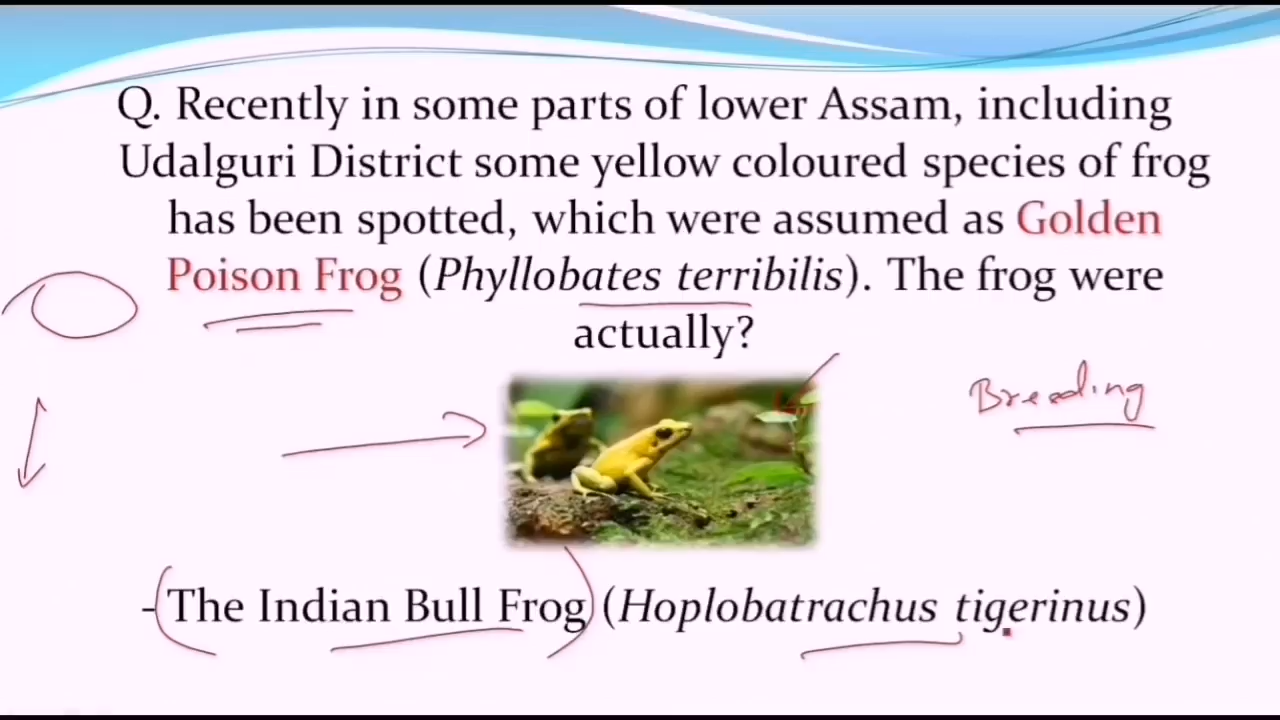 Q. Recently in some parts of lower Assam, including
Udalguri District some yellow coloured species of frog
has been spotted, which were assumed as Golden
Poison Frog (Phyllobates terribilis). The frog were
actually?
Breeding
-The Indian Bull Frog (Hoplobatrachus tigerinus)